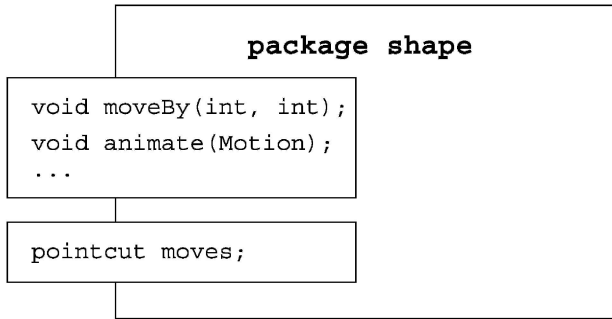 package shape
void moveBy(int, int);
void animate(Motion);
...
pointcut moves;